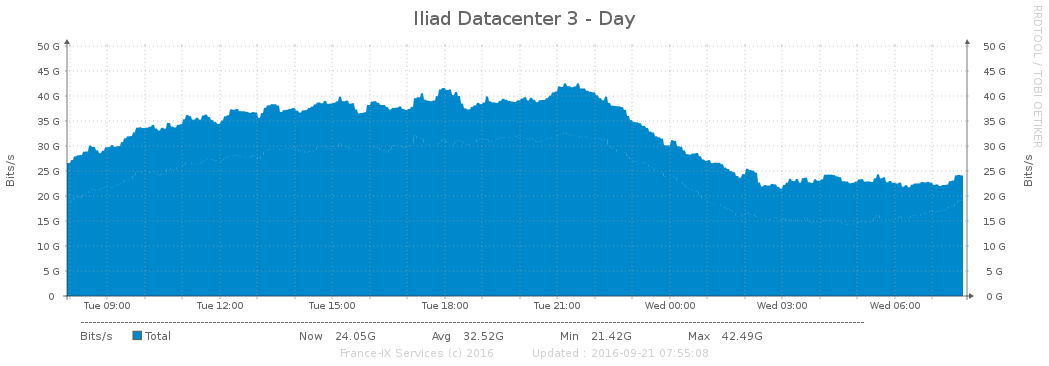 Iliad Datacenter 3 - Day
RRDTOOL / TOBI OETIKER
Bits/s
50 G
45 G
40 G
35 G
30 G
25 G
20 G
15 G
10 G
5 G
0
50 G
45 G
40 G
35 G
30 G
25 G
20 G
15 G
10 G
5 G
0 G
Bits/s
Tue 09:00 Tue 12:00 Tue 15:00 Tue 18:00 Tue 21:00 Wed 00:00 Wed 03:00 Wed 06:00
Bits/s Total Now 24.05G Avg 32.52G Min 21.42G Max 42.49G
France-IX Services (c) 2016 Updated : 2016-09-21 07:55:08